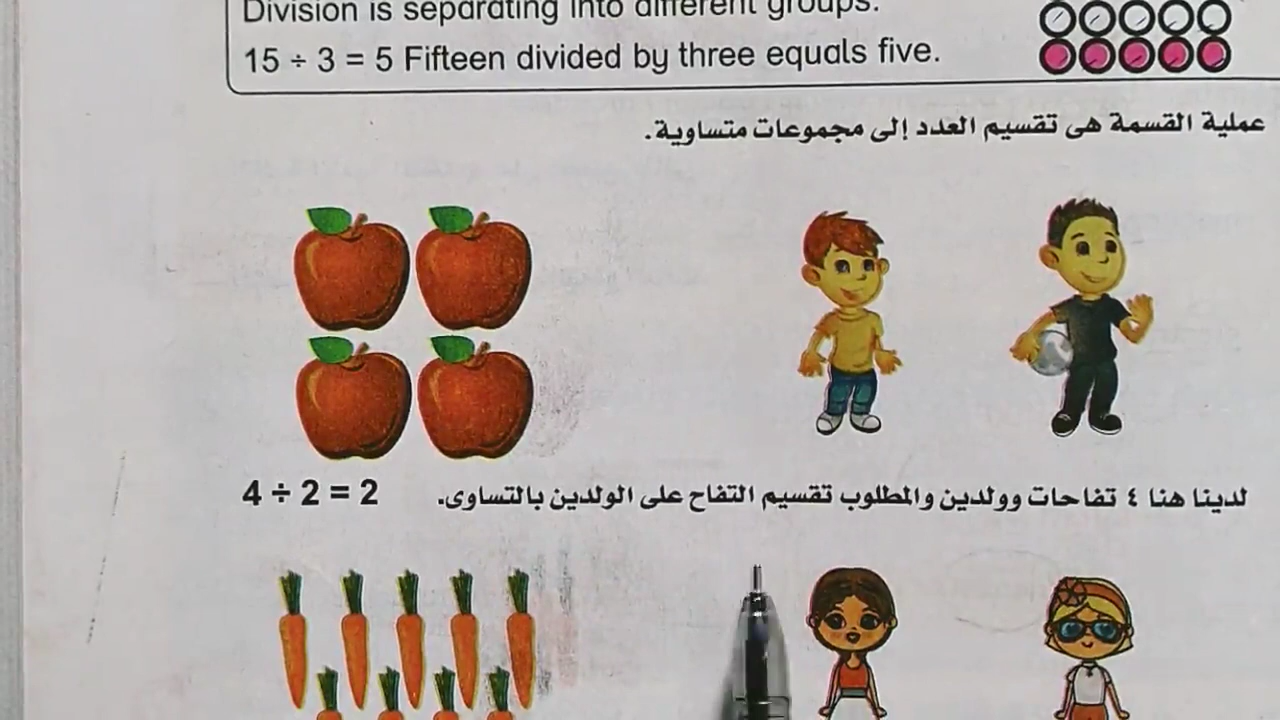 Division is separating into different groups.
15 ÷ 3 = 5 Fifteen divided by three equals five.
عملية القسمة هى تقسيم العدد إلى مجموعات متساوية.
لدينا هنا ٤ تفاحات وولدين والمطلوب تقسيم التفاح على الولدين بالتساوى.
4 ÷ 2 = 2